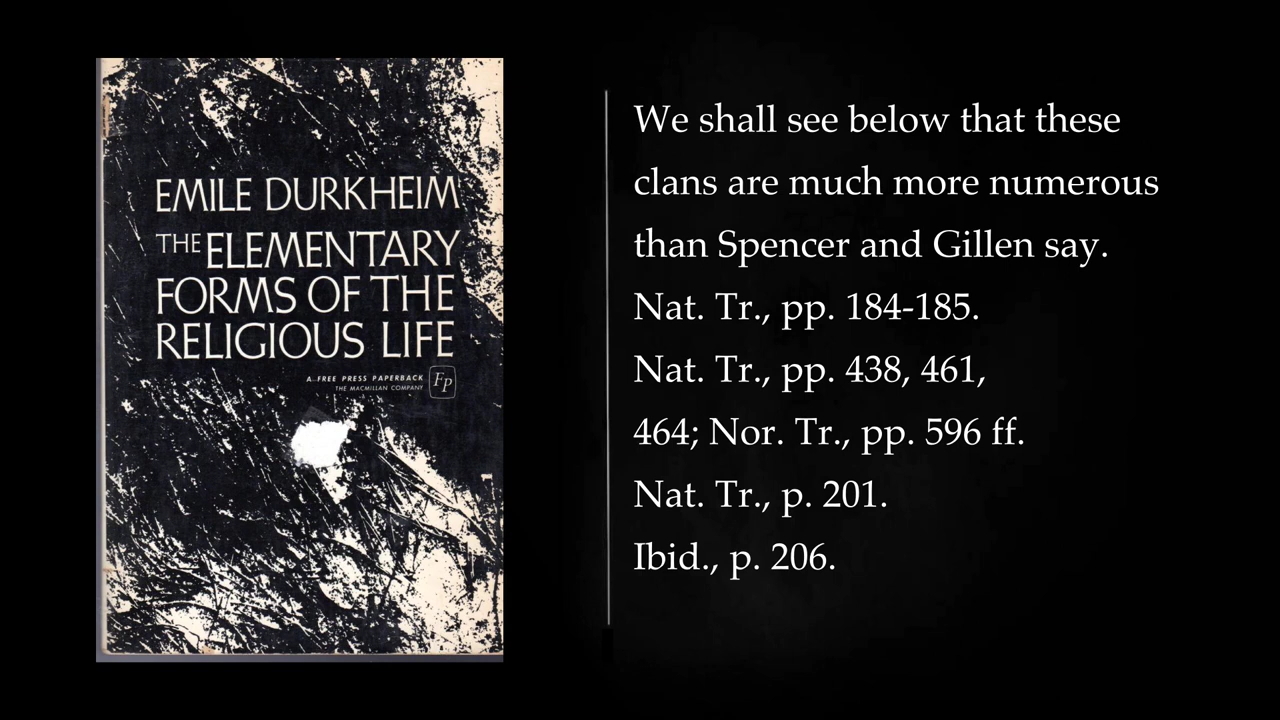 EMILE DURKHEIM
THE ELEMENTARY
FORMS OF THE
RELIGIOUS LIFE
A FREE PRESS PAPERBACK
THE MACMILLAN COMPANY
FP
We shall see below that these
clans are much more numerous
than Spencer and Gillen say.
Nat. Tr., pp. 184-185.
Nat. Tr., pp. 438, 461,
464; Nor. Tr., pp. 596 ff.
Nat. Tr., p. 201.
Ibid., p. 206.